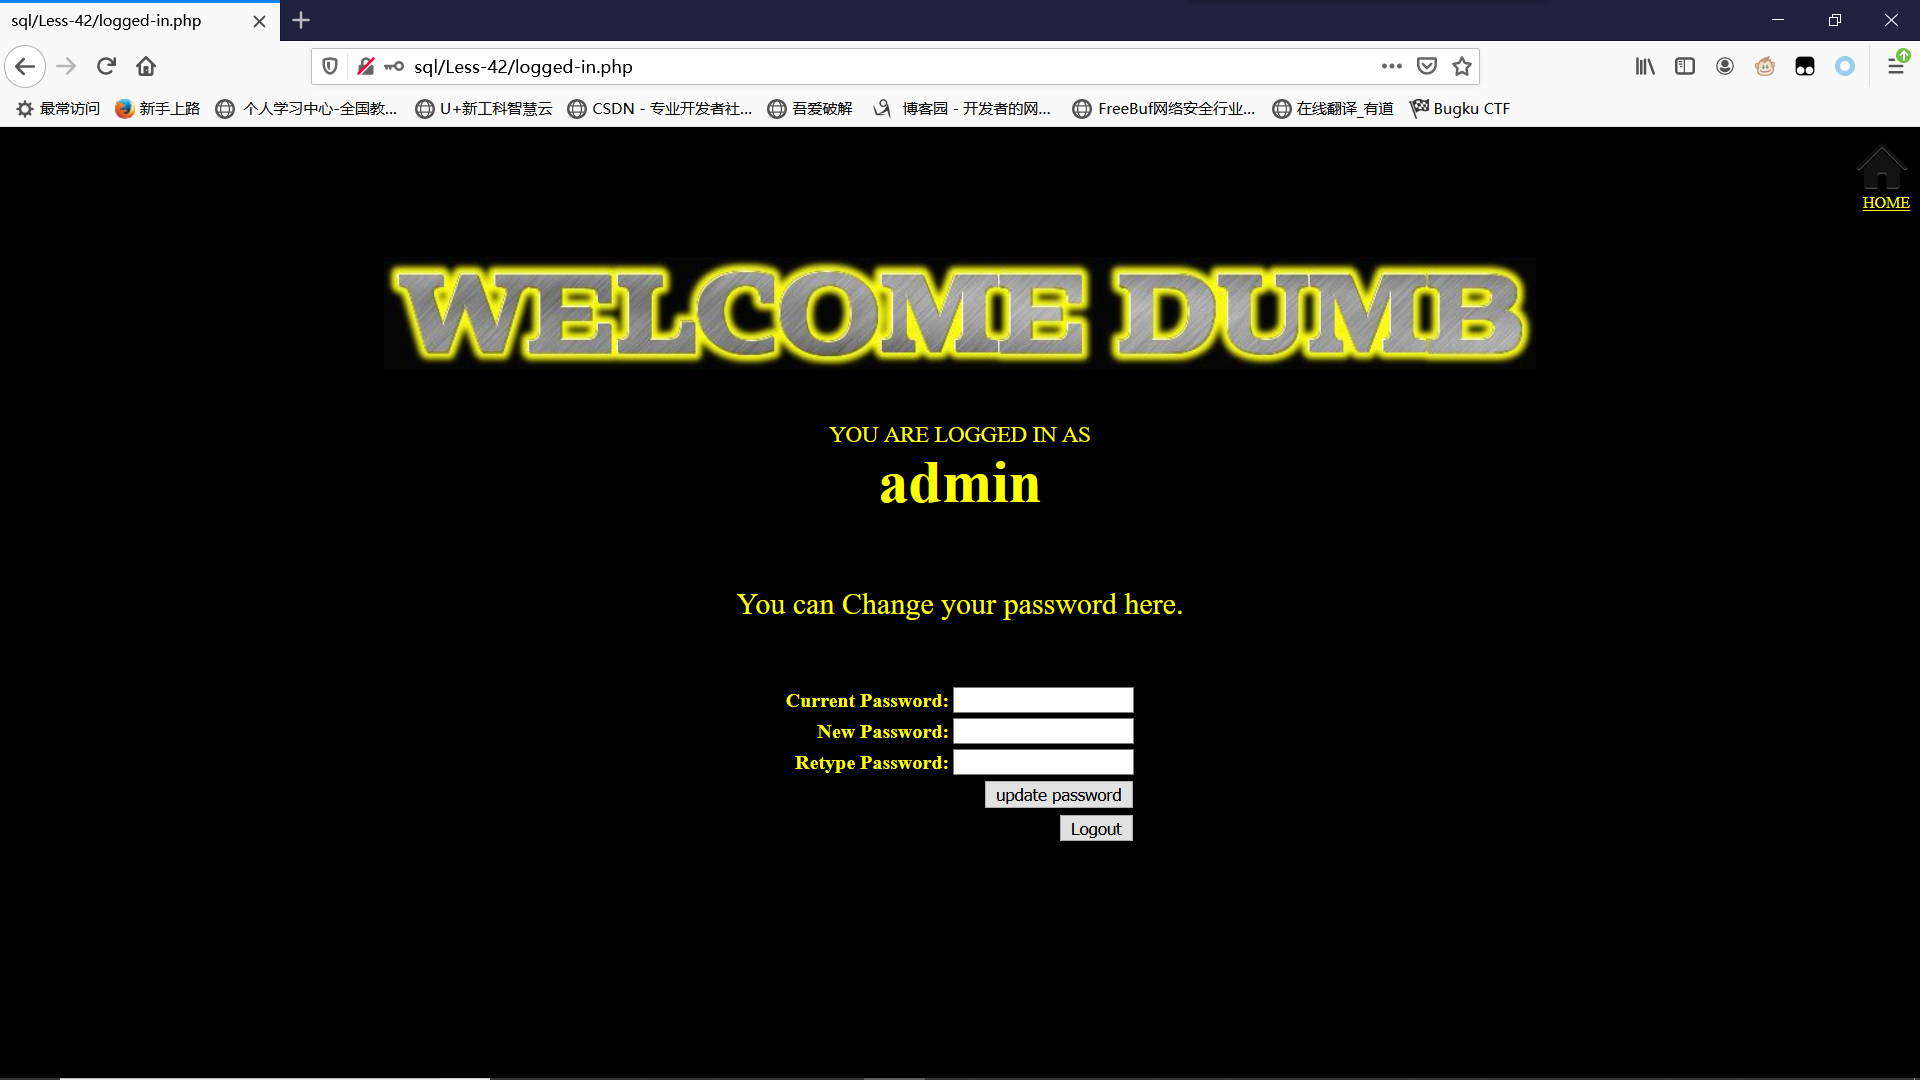 sql/Less-42/logged-in.php
sql/Less-42/logged-in.php
最常访问 新手上路 个人学习中心-全国教... U+新工科智慧云 CSDN - 专业开发者社... 吾爱破解 博客园 - 开发者的网... FreeBuf网络安全行业... 在线翻译_有道 Bugku CTF
HOME
WELCOME DUMB
YOU ARE LOGGED IN AS
admin
You can Change your password here.
Current Password:
New Password:
Retype Password:
update password
Logout